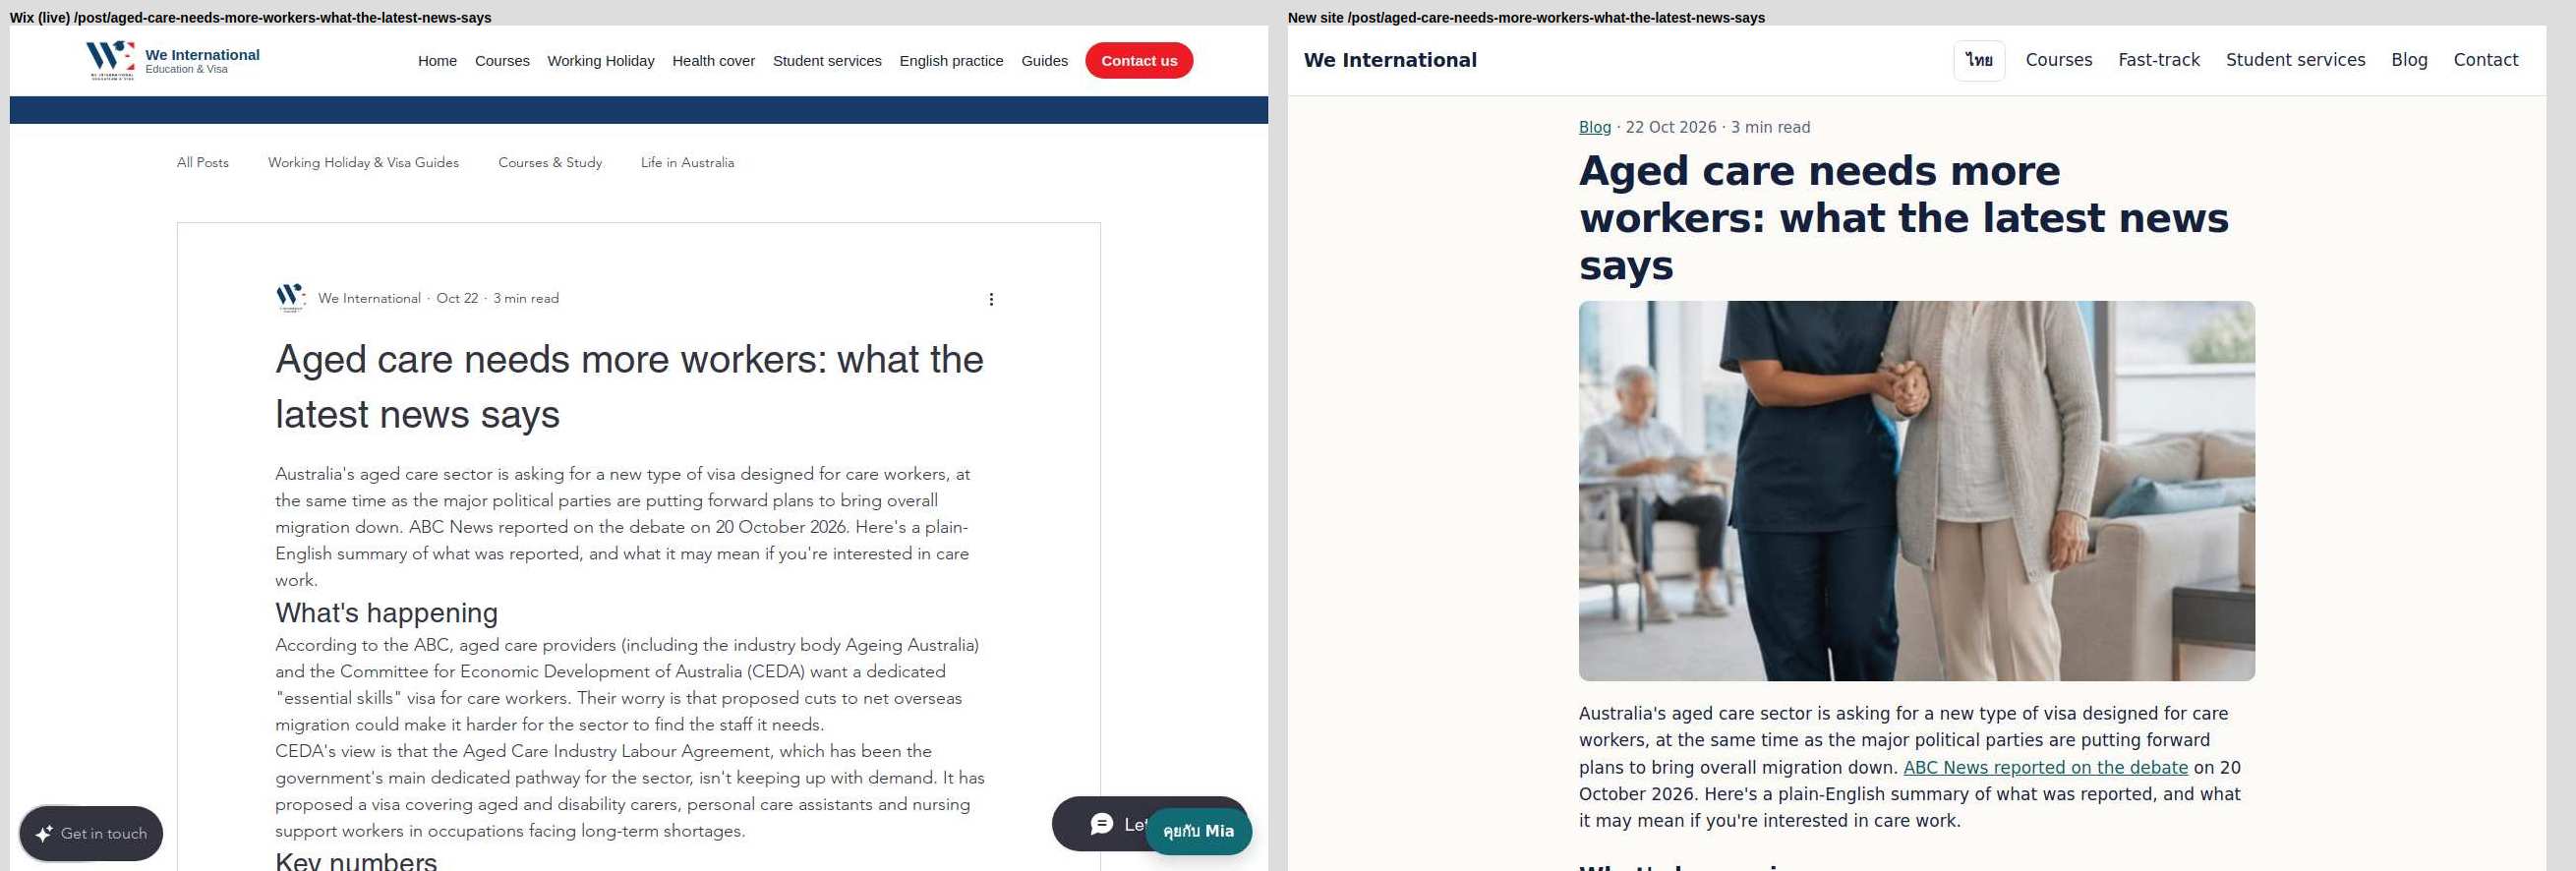 Wix (live) /post/aged-care-needs-more-workers-what-the-latest-news-says
We International
Education & Visa
Home Courses Working Holiday Health cover Student services English practice Guides Contact us
All Posts Working Holiday & Visa Guides Courses & Study Life in Australia
We International · Oct 22 · 3 min read
Aged care needs more workers: what the
latest news says
Australia's aged care sector is asking for a new type of visa designed for care workers, at
the same time as the major political parties are putting forward plans to bring overall
migration down. ABC News reported on the debate on 20 October 2026. Here's a plain-
English summary of what was reported, and what it may mean if you're interested in care
work.
What's happening
According to the ABC, aged care providers (including the industry body Ageing Australia)
and the Committee for Economic Development of Australia (CEDA) want a dedicated
"essential skills" visa for care workers. Their worry is that proposed cuts to net overseas
migration could make it harder for the sector to find the staff it needs.
CEDA's view is that the Aged Care Industry Labour Agreement, which has been the
government's main dedicated pathway for the sector, isn't keeping up with demand. It has
proposed a visa covering aged and disability carers, personal care assistants and nursing
support workers in occupations facing long-term shortages.
Key numbers
Get in touch
คุยกับ Mia
New site /post/aged-care-needs-more-workers-what-the-latest-news-says
We International
ไทย Courses Fast-track Student services Blog Contact
Blog · 22 Oct 2026 · 3 min read
Aged care needs more
workers: what the latest news
says
Australia's aged care sector is asking for a new type of visa designed for care
workers, at the same time as the major political parties are putting forward
plans to bring overall migration down. ABC News reported on the debate on 20
October 2026. Here's a plain-English summary of what was reported, and what
it may mean if you're interested in care work.